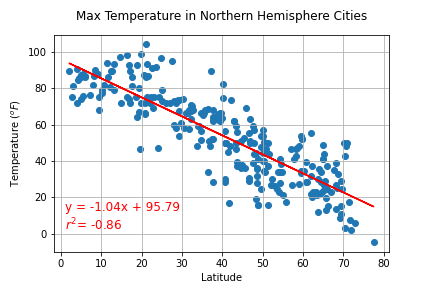 Max Temperature in Northern Hemisphere Cities
Temperature (°F)
100
80
60
40
20
0
y = -1.04x + 95.79
r²= -0.86
0 10 20 30 40 50 60 70 80
Latitude